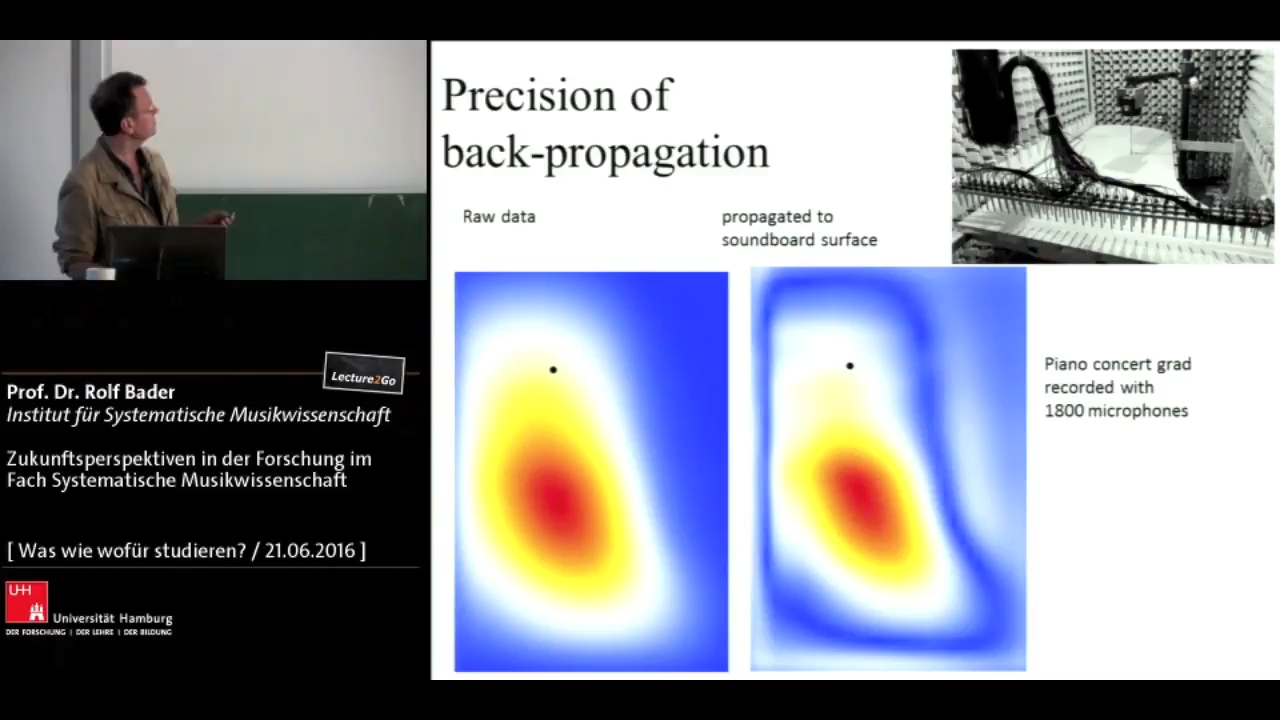 Precision of
back-propagation
Raw data
propagated to
soundboard surface
Piano concert grad
recorded with
1800 microphones
Lecture2Go
Prof. Dr. Rolf Bader
Institut für Systematische Musikwissenschaft
Zukunftsperspektiven in der Forschung im
Fach Systematische Musikwissenschaft
[ Was wie wofür studieren? / 21.06.2016 ]
UHH
Universität Hamburg
DER FORSCHUNG | DER LEHRE | DER BILDUNG